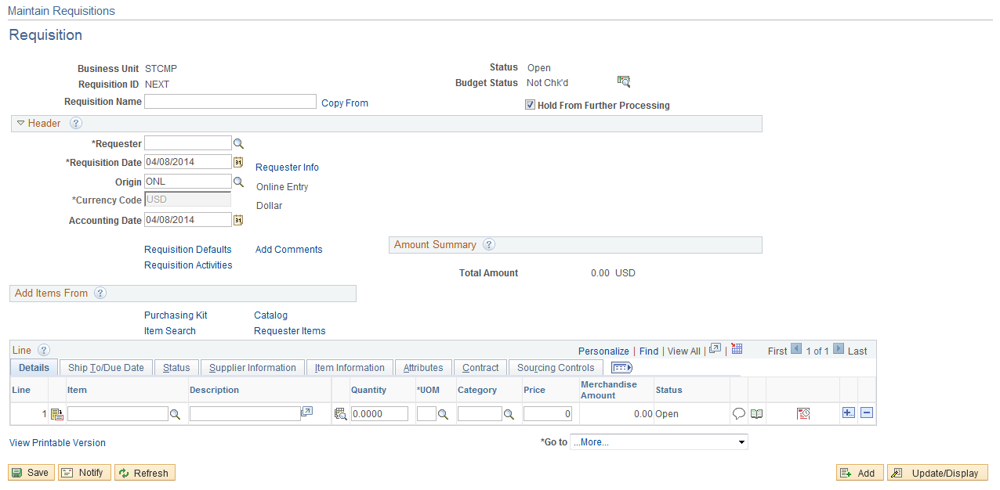 Maintain Requisitions
Requisition
Business Unit STCMP Status Open
Requisition ID NEXT Budget Status Not Chk'd
Requisition Name Copy From Hold From Further Processing
Header ?
*Requester
*Requisition Date 04/08/2014 31 Requester Info
Origin ONL Online Entry
*Currency Code USD Dollar
Accounting Date 04/08/2014 31
Requisition Defaults Add Comments Amount Summary ?
Requisition Activities
Total Amount 0.00 USD
Add Items From ?
Purchasing Kit Catalog
Item Search Requester Items
Line ? Personalize | Find | View All | | First 1 of 1 Last
Details Ship To/Due Date Status Supplier Information Item Information Attributes Contract Sourcing Controls
Line Item Description Quantity *UOM Category Price Merchandise Amount Status
1 0.0000 0 0.00 Open
View Printable Version *Go to ...More...
Save Notify Refresh Add Update/Display